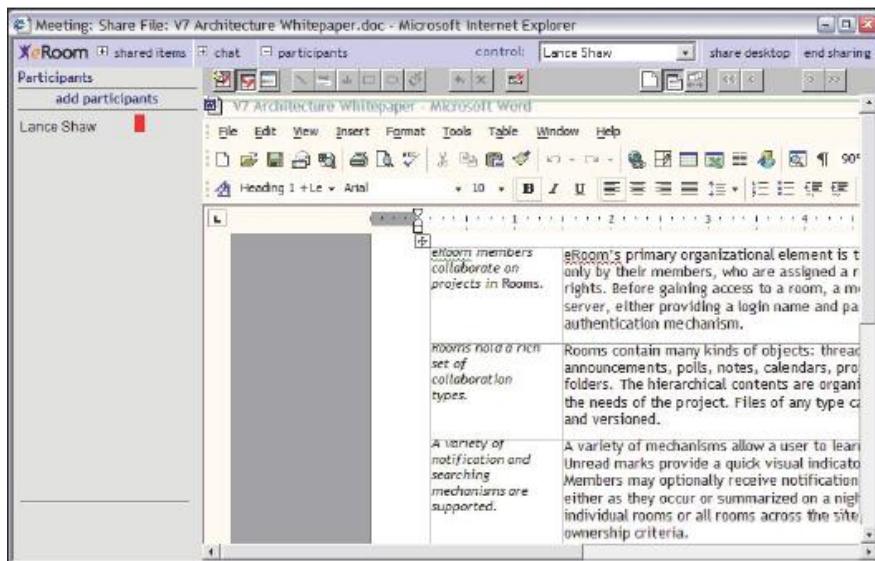 Meeting: Share File: V7 Architecture Whitepaper.doc - Microsoft Internet Explorer
eRoom shared items chat participants control: Lance Shaw share desktop end sharing
Participants
add participants
Lance Shaw
V7 Architecture Whitepaper - Microsoft Word
File Edit View Insert Format Tools Table Window Help
90°
Heading 1 + Le Arial 10 B I U
1 2 3 4
eRoom members
collaborate on
projects in Rooms.
eRoom's primary organizational element is t
only by their members, who are assigned a r
rights. Before gaining access to a room, a m
server, either providing a login name and pa
authentication mechanism.
Rooms hold a rich
set of
collaboration
types.
Rooms contain many kinds of objects: threac
announcements, polls, notes, calendars, pro
folders. The hierarchical contents are organi
the needs of the project. Files of any type ca
and versioned.
A variety of
notification and
searching
mechanisms are
supported.
A variety of mechanisms allow a user to lear
Unread marks provide a quick visual indicato
Members may optionally receive notification
either as they occur or summarized on a nigh
individual rooms or all rooms across the site
ownership criteria.